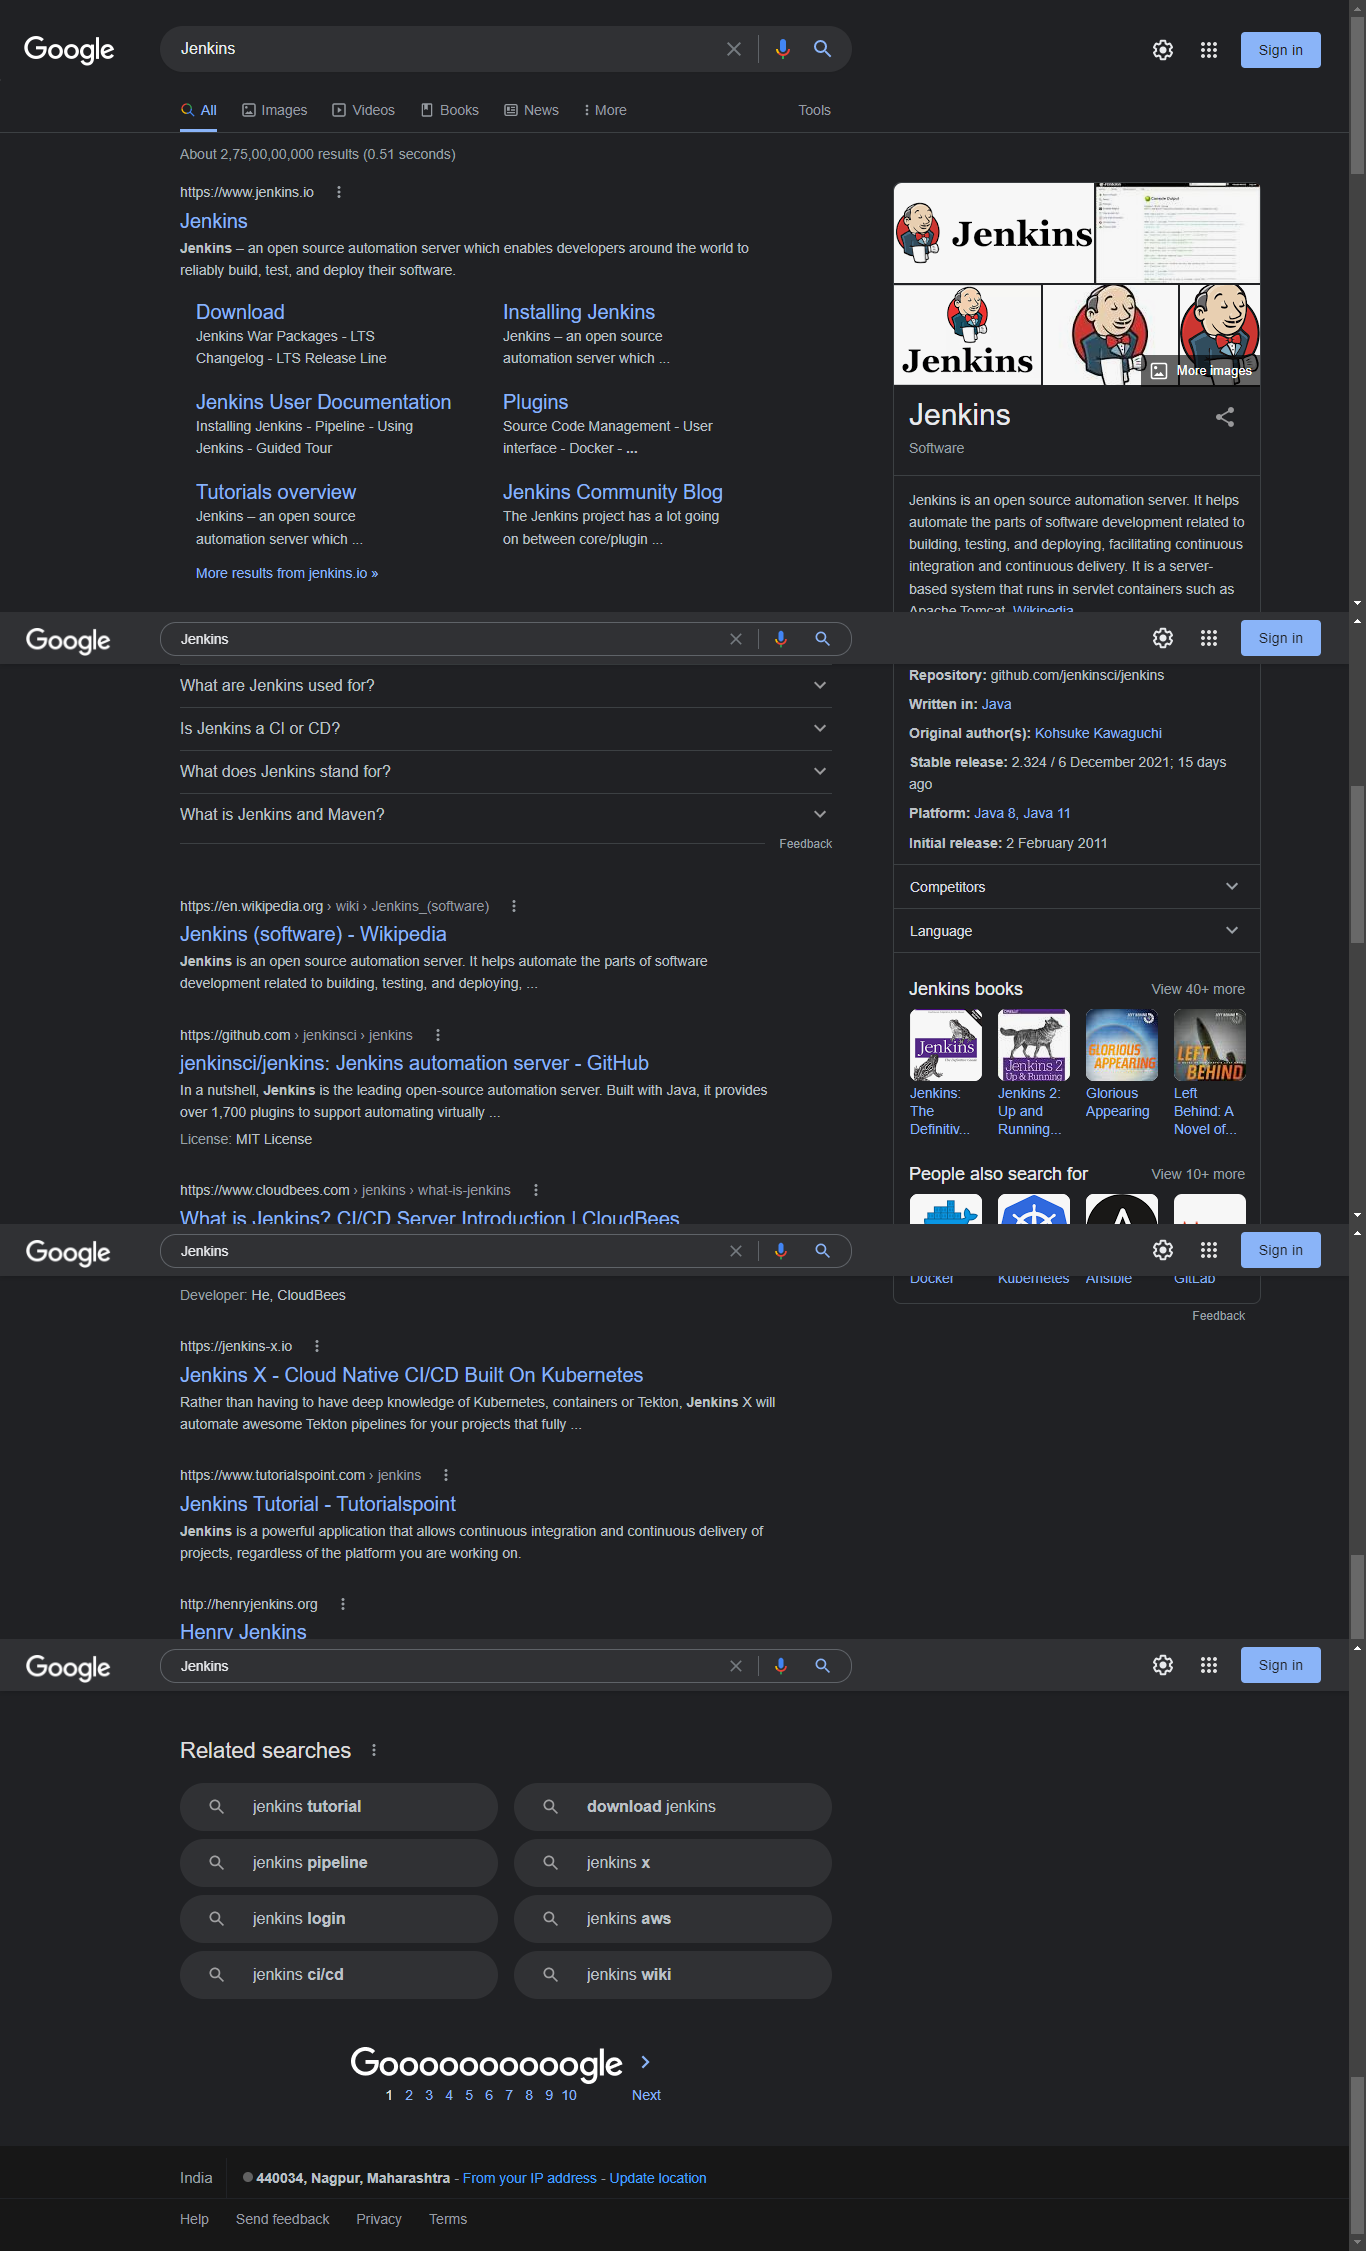 Google
Jenkins
Sign in
All
Images
Videos
Books
News
More
Tools
About 2,75,00,00,000 results (0.51 seconds)
https://www.jenkins.io
Jenkins
Jenkins – an open source automation server which enables developers around the world to
reliably build, test, and deploy their software.
Download
Jenkins War Packages - LTS
Changelog - LTS Release Line
Installing Jenkins
Jenkins – an open source
automation server which ...
Jenkins User Documentation
Installing Jenkins - Pipeline - Using
Jenkins - Guided Tour
Plugins
Source Code Management - User
interface - Docker - ...
Tutorials overview
Jenkins – an open source
automation server which ...
Jenkins Community Blog
The Jenkins project has a lot going
on between core/plugin ...
More results from jenkins.io »
Jenkins
Console Output
Jenkins
More images
Jenkins
Software
Jenkins is an open source automation server. It helps
automate the parts of software development related to
building, testing, and deploying, facilitating continuous
integration and continuous delivery. It is a server-
based system that runs in servlet containers such as
Apache Tomcat. Wikipedia
Google
Jenkins
Sign in
What are Jenkins used for?
Is Jenkins a CI or CD?
What does Jenkins stand for?
What is Jenkins and Maven?
Feedback
https://en.wikipedia.org › wiki › Jenkins_(software)
Jenkins (software) - Wikipedia
Jenkins is an open source automation server. It helps automate the parts of software
development related to building, testing, and deploying, ...
https://github.com › jenkinsci › jenkins
jenkinsci/jenkins: Jenkins automation server - GitHub
In a nutshell, Jenkins is the leading open-source automation server. Built with Java, it provides
over 1,700 plugins to support automating virtually ...
License: MIT License
https://www.cloudbees.com › jenkins › what-is-jenkins
What is Jenkins? CI/CD Server Introduction | CloudBees
Repository: github.com/jenkinsci/jenkins
Written in: Java
Original author(s): Kohsuke Kawaguchi
Stable release: 2.324 / 6 December 2021; 15 days
ago
Platform: Java 8, Java 11
Initial release: 2 February 2011
Competitors
Language
Jenkins books
View 40+ more
Jenkins
Jenkins 2
Up & Running
GLORIOUS
APPEARING
LEFT
BEHIND
Jenkins:
The
Definitiv...
Jenkins 2:
Up and
Running...
Glorious
Appearing
Left
Behind: A
Novel of...
People also search for
View 10+ more
Google
Jenkins
Sign in
Docker
Kubernetes
Ansible
GitLab
Feedback
Developer: He, CloudBees
https://jenkins-x.io
Jenkins X - Cloud Native CI/CD Built On Kubernetes
Rather than having to have deep knowledge of Kubernetes, containers or Tekton, Jenkins X will
automate awesome Tekton pipelines for your projects that fully ...
https://www.tutorialspoint.com › jenkins
Jenkins Tutorial - Tutorialspoint
Jenkins is a powerful application that allows continuous integration and continuous delivery of
projects, regardless of the platform you are working on.
http://henryjenkins.org
Henry Jenkins
Google
Jenkins
Sign in
Related searches
jenkins tutorial
download jenkins
jenkins pipeline
jenkins x
jenkins login
jenkins aws
jenkins ci/cd
jenkins wiki
Goooooooooogle
1 2 3 4 5 6 7 8 9 10 Next
India
440034, Nagpur, Maharashtra - From your IP address - Update location
Help Send feedback Privacy Terms